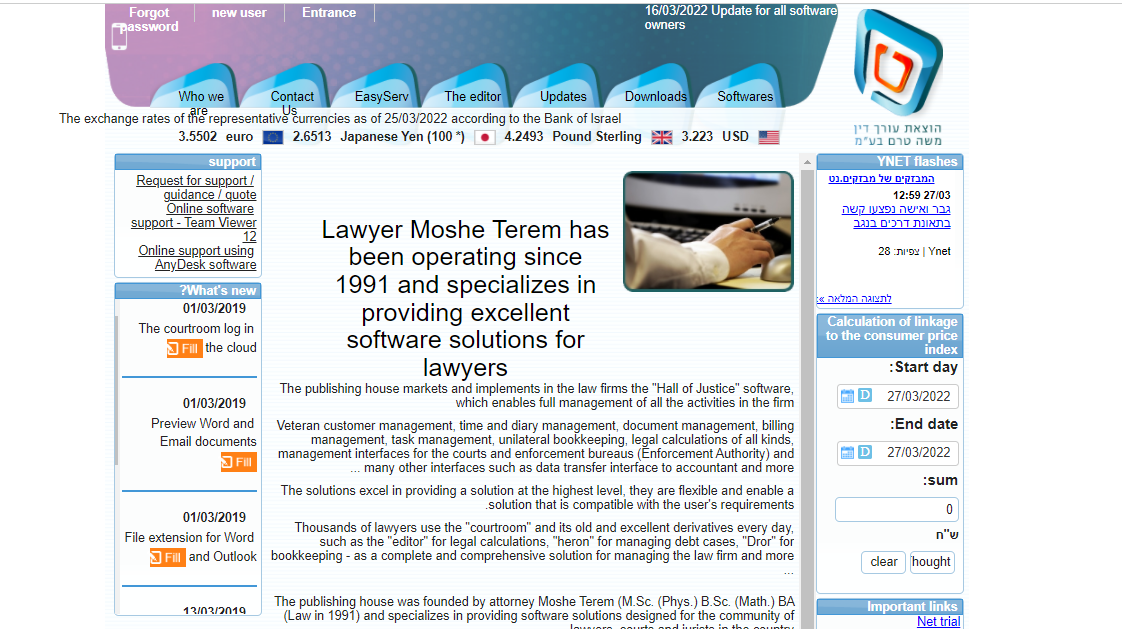 Forgot password
new user
Entrance
16/03/2022 Update for all software owners
Who we are
Contact Us
EasyServ
The editor
Updates
Downloads
Softwares
הוצאת עורך דין
משה טרם בע"מ
The exchange rates of the representative currencies as of 25/03/2022 according to the Bank of Israel
3.5502 euro 2.6513 Japanese Yen (100 *) 4.2493 Pound Sterling 3.223 USD
support
Request for support /
guidance / quote
Online software
support - Team Viewer
12
Online support using
AnyDesk software
?What's new
01/03/2019
The courtroom log in
Fill the cloud
01/03/2019
Preview Word and
Email documents
Fill
01/03/2019
File extension for Word
Fill and Outlook
13/03/2019
Lawyer Moshe Terem has
been operating since
1991 and specializes in
providing excellent
software solutions for
lawyers
The publishing house markets and implements in the law firms the "Hall of Justice" software,
which enables full management of all the activities in the firm
Veteran customer management, time and diary management, document management, billing
management, task management, unilateral bookkeeping, legal calculations of all kinds,
management interfaces for the courts and enforcement bureaus (Enforcement Authority) and
... many other interfaces such as data transfer interface to accountant and more
The solutions excel in providing a solution at the highest level, they are flexible and enable a
.solution that is compatible with the user's requirements
Thousands of lawyers use the "courtroom" and its old and excellent derivatives every day,
such as the "editor" for legal calculations, "heron" for managing debt cases, "Dror" for
bookkeeping - as a complete and comprehensive solution for managing the law firm and more
...
The publishing house was founded by attorney Moshe Terem (M.Sc. (Phys.) B.Sc. (Math.) BA
(Law in 1991) and specializes in providing software solutions designed for the community of
lawyers, courts and jurists in the country
YNET flashes
המבזקים של מבזקים.נט
27/03 12:59
גבר ואישה נפצעו קשה
בתאונת דרכים בנגב
Ynet | צפיות: 28
לתצוגה המלאה »:
Calculation of linkage
to the consumer price
index
:Start day
27/03/2022
:End date
27/03/2022
:sum
0
ש"ח
clear
hought
Important links
Net trial